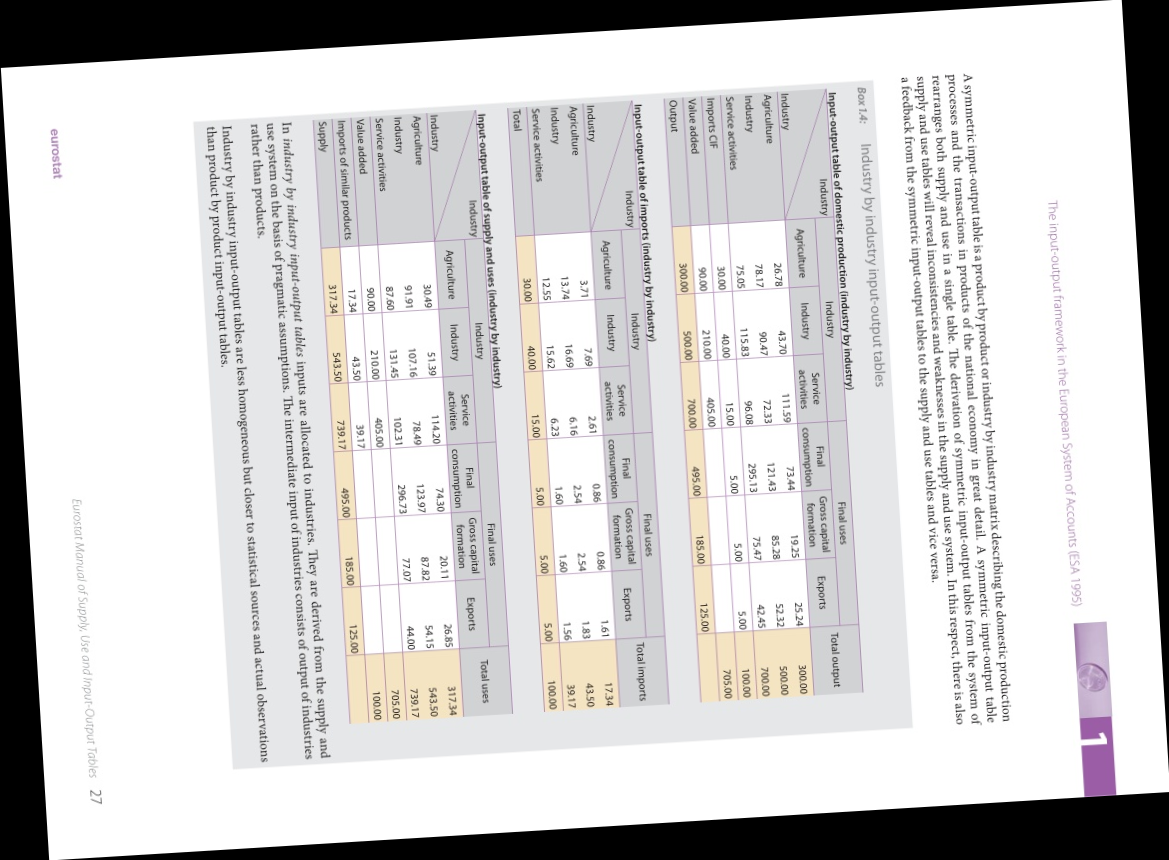 The input-output framework in the European System of Accounts (ESA 1995)
1
A symmetric input-output table is a product by product or industry by industry matrix describing the domestic production
processes and the transactions in products of the national economy in great detail. A symmetric input-output table
rearranges both supply and use in a single table. The derivation of symmetric input-output tables from the system of
supply and use tables will reveal inconsistencies and weaknesses in the supply and use system. In this respect, there is also
a feedback from the symmetric input-output tables to the supply and use tables and vice versa.
Box 1.4: Industry by industry input-output tables
Input-output table of domestic production (industry by industry)
Industry Industry Final uses Total output
Industry Agriculture Industry Service activities Final consumption Gross capital formation Exports
Agriculture 26.78 43.70 111.59 73.44 19.25 25.24 300.00
Industry 78.17 90.47 72.33 121.43 85.28 52.32 500.00
Service activities 75.05 115.83 96.08 295.13 75.47 42.45 700.00
Imports CIF 30.00 40.00 15.00 5.00 5.00 5.00 100.00
Value added 90.00 210.00 405.00 705.00
Output 300.00 500.00 700.00 495.00 185.00 125.00
Input-output table of imports (industry by industry)
Industry Industry Final uses Total imports
Industry Agriculture Industry Service activities Final consumption Gross capital formation Exports
Agriculture 3.71 7.69 2.61 0.86 0.86 1.61 17.34
Industry 13.74 16.69 6.16 2.54 2.54 1.83 43.50
Service activities 12.55 15.62 6.23 1.60 1.60 1.56 39.17
Total 30.00 40.00 15.00 5.00 5.00 5.00 100.00
Input-output table of supply and uses (industry by industry)
Industry Industry Final uses Total uses
Industry Agriculture Industry Service activities Final consumption Gross capital formation Exports
Agriculture 30.49 51.39 114.20 74.30 20.11 26.85 317.34
Industry 91.91 107.16 78.49 123.97 87.82 54.15 543.50
Service activities 87.60 131.45 102.31 296.73 77.07 44.00 739.17
Value added 90.00 210.00 405.00 705.00
Imports of similar products 17.34 43.50 39.17 100.00
Supply 317.34 543.50 739.17 495.00 185.00 125.00
In industry by industry input-output tables inputs are allocated to industries. They are derived from the supply and
use system on the basis of pragmatic assumptions. The intermediate input of industries consists of output of industries
rather than products.
Industry by industry input-output tables are less homogeneous but closer to statistical sources and actual observations
than product by product input-output tables.
eurostat
Eurostat Manual of Supply, Use and Input-Output Tables 27